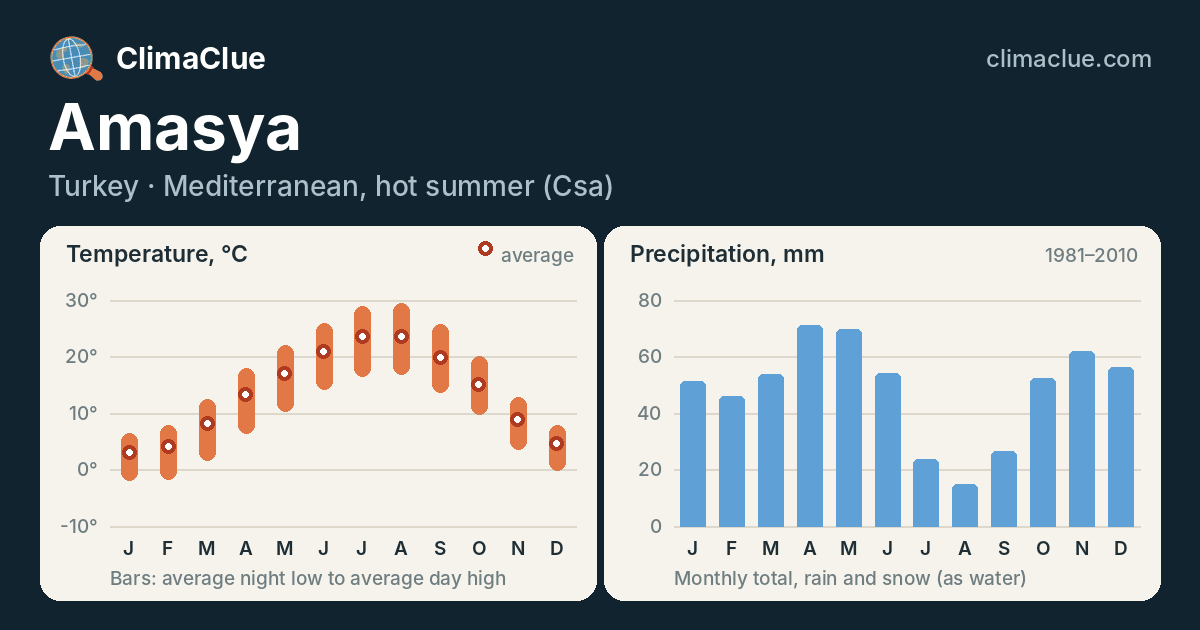 ClimaClue
climaclue.com
Amasya
Turkey · Mediterranean, hot summer (Csa)
Temperature, °C
average
30°
20°
10°
0°
-10°
J F M A M J J A S O N D
Bars: average night low to average day high
Precipitation, mm
1981–2010
80
60
40
20
0
J F M A M J J A S O N D
Monthly total, rain and snow (as water)